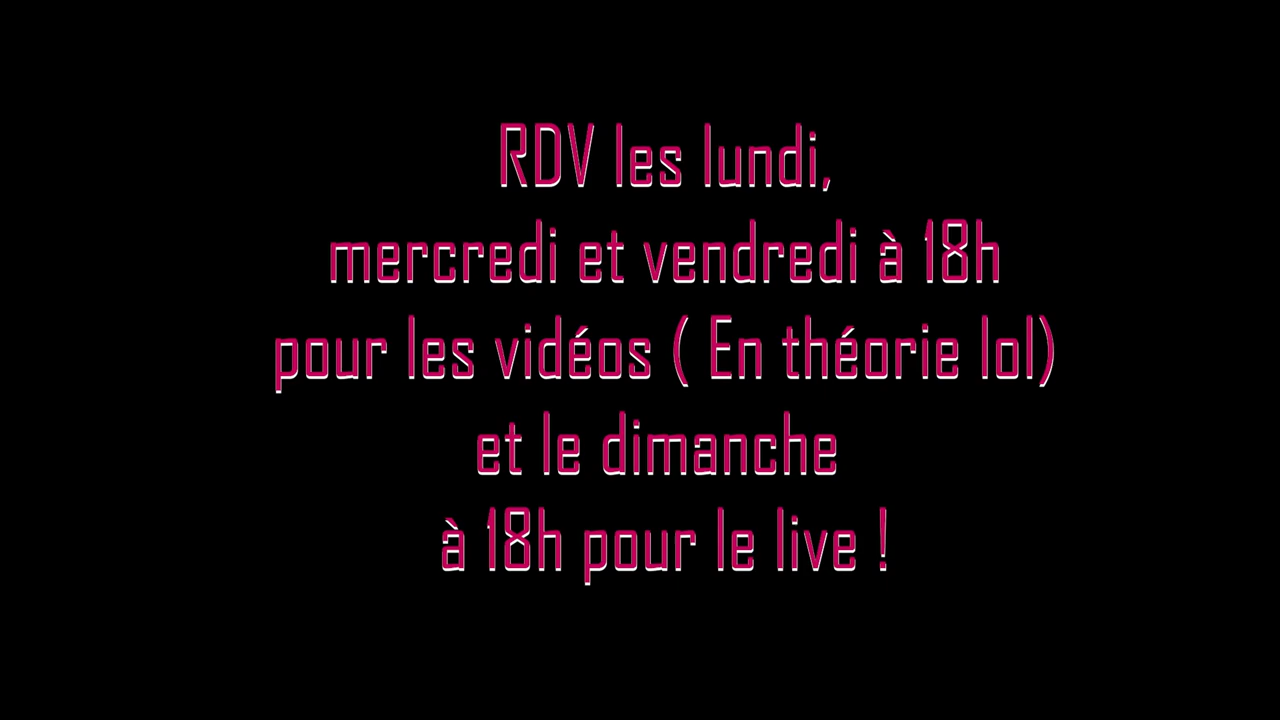 RDV les lundi,
mercredi et vendredi à 18h
pour les vidéos ( En théorie lol)
et le dimanche
à 18h pour le live !